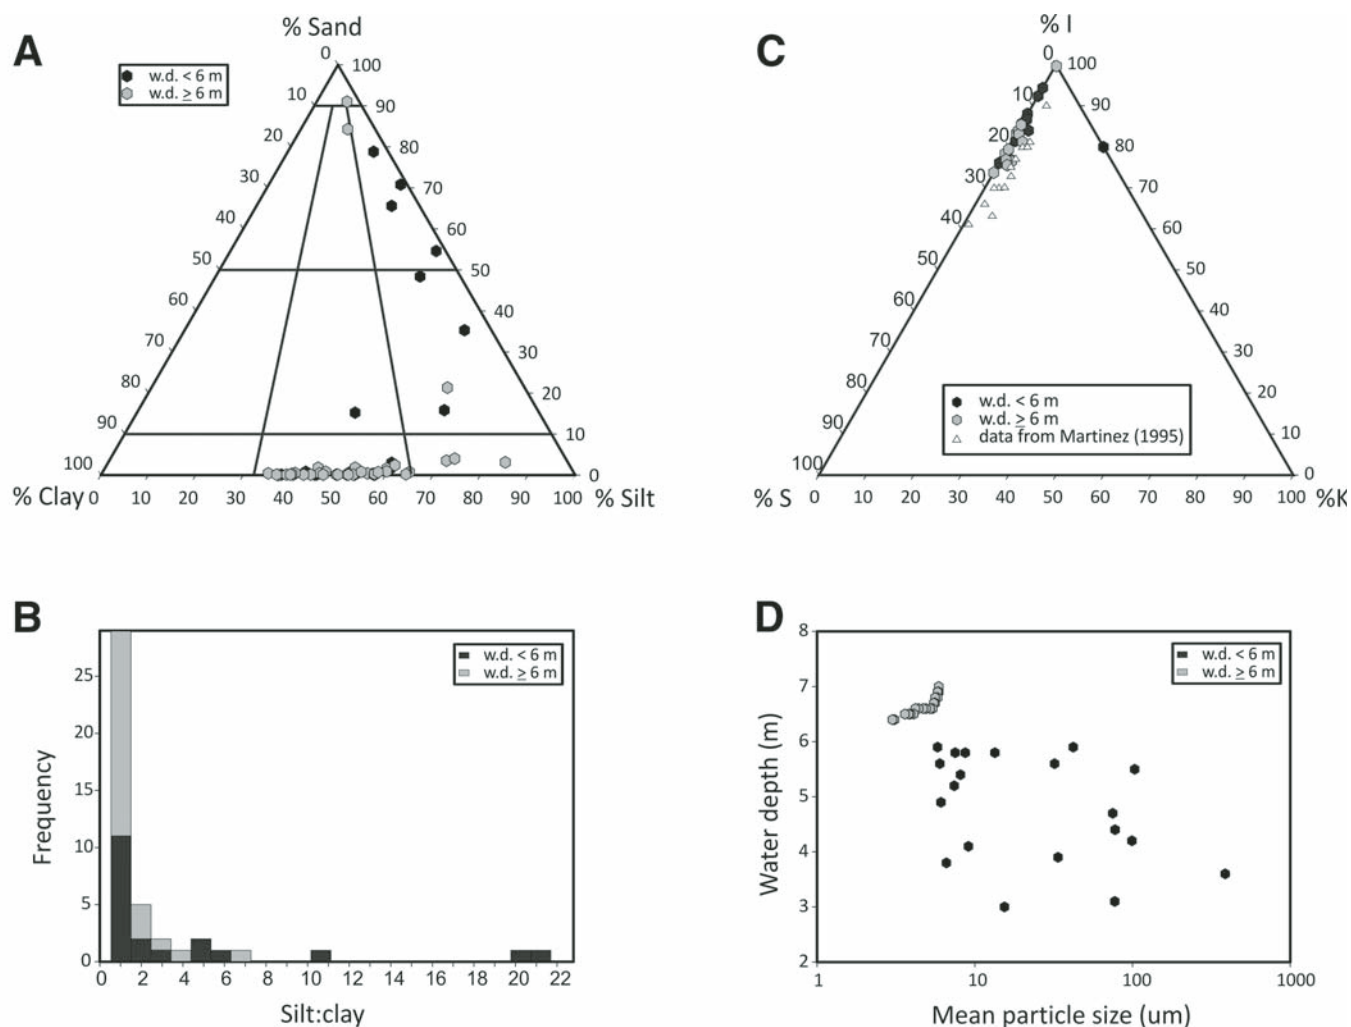 A
% Sand
w.d. < 6 m
w.d. ≥ 6 m
0
100
10
90
20
80
30
70
40
60
50
50
60
40
70
30
80
20
90
10
100
0
% Clay
0 10 20 30 40 50 60 70 80 90 100
% Silt
C
% I
0
100
10
90
20
80
30
70
40
60
50
50
60
40
70
30
80
20
90
10
100
0
w.d. < 6 m
w.d. ≥ 6 m
data from Martinez (1995)
% S
0 10 20 30 40 50 60 70 80 90 100
%K
B
w.d. < 6 m
w.d. ≥ 6 m
25
20
15
10
5
0
Frequency
0 2 4 6 8 10 12 14 16 18 20 22
Silt:clay
D
w.d. < 6 m
w.d. ≥ 6 m
8
7
6
5
4
3
2
Water depth (m)
1 10 100 1000
Mean particle size (um)